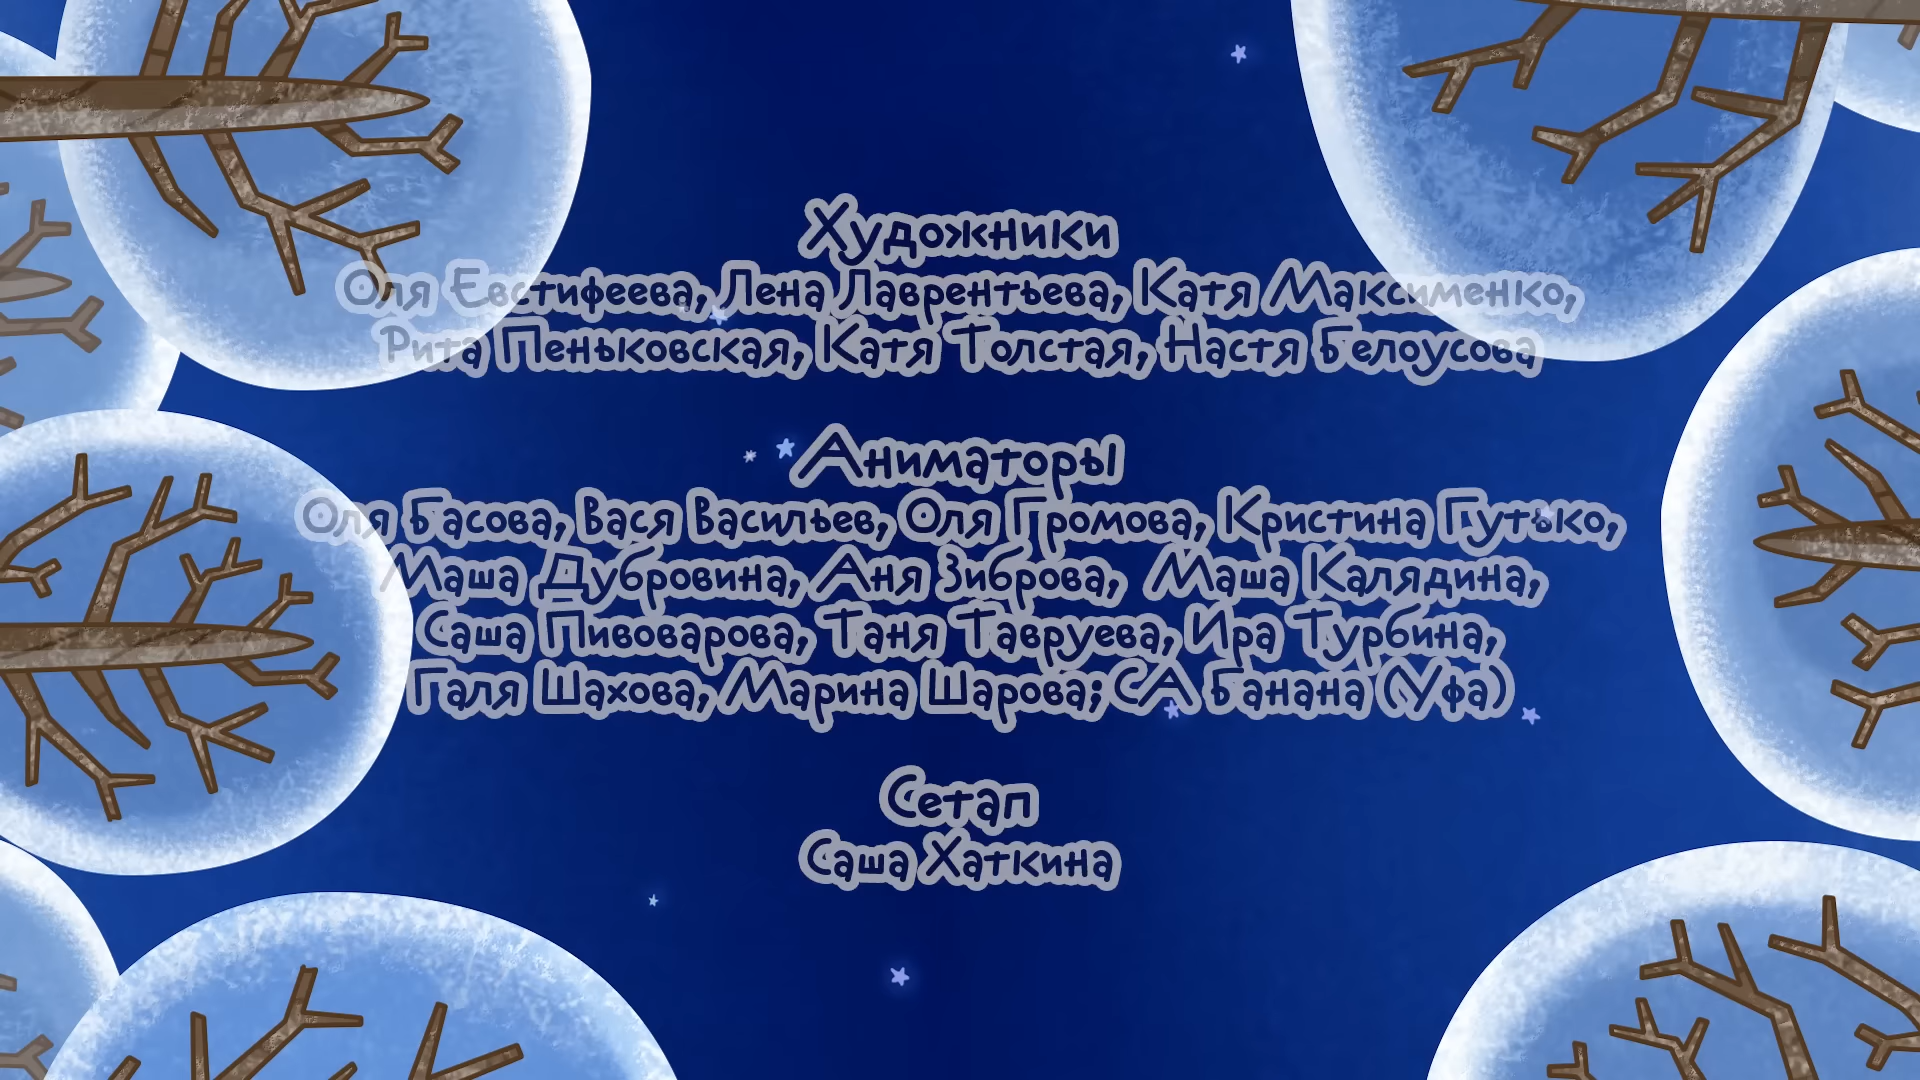 Художники
Оля Евстифеева, Лена Лаврентьева, Катя Максименко,
Рита Пеньковская, Катя Толстая, Настя Белоусова
Аниматоры
Оля Басова, Вася Васильев, Оля Громова, Кристина Гутько,
Маша Дубровина, Аня Зиброва, Маша Калядина,
Саша Пивоварова, Таня Тавруева, Ира Турбина,
Галя Шахова, Марина Шарова; СА Банана (Уфа)
Сетап
Саша Хаткина